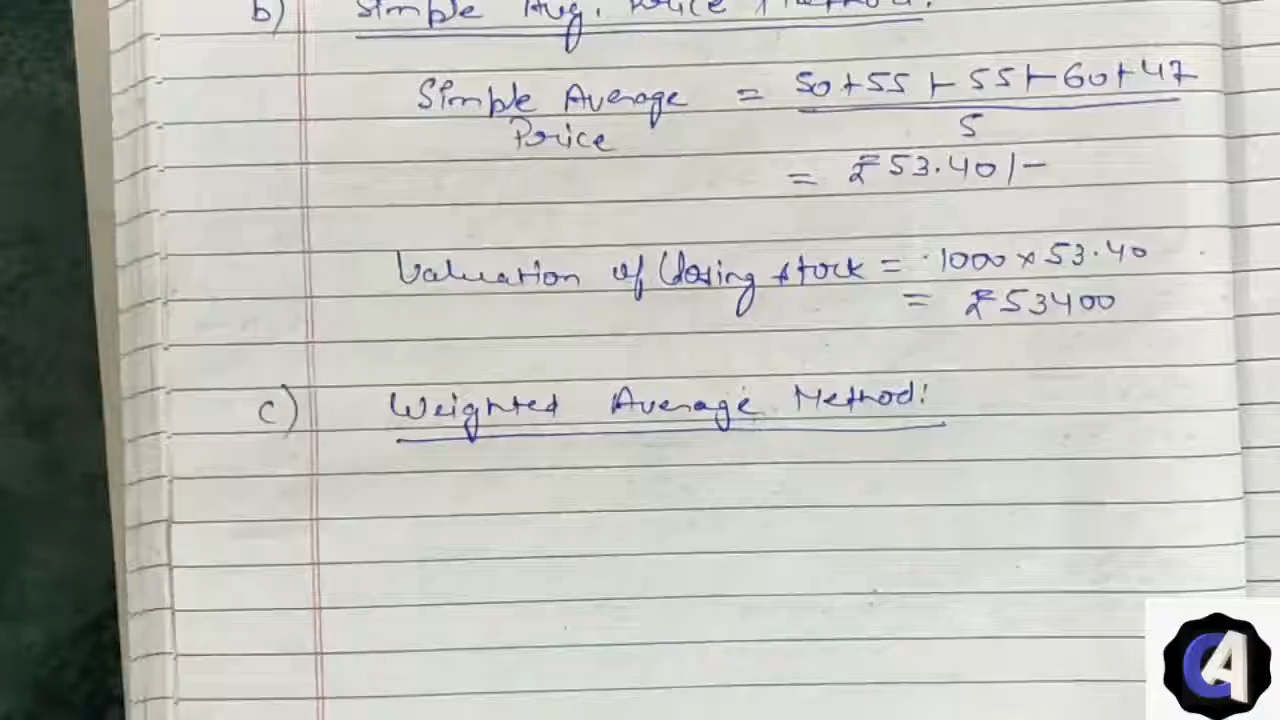 b) Simple Avg. Price Method:
Simple Average = 50+55+55+60+47
Price 5
= ₹53.40/-
Valuation of Closing stock = 1000×53.40
= ₹53400
c) Weighted Average Method:
CA